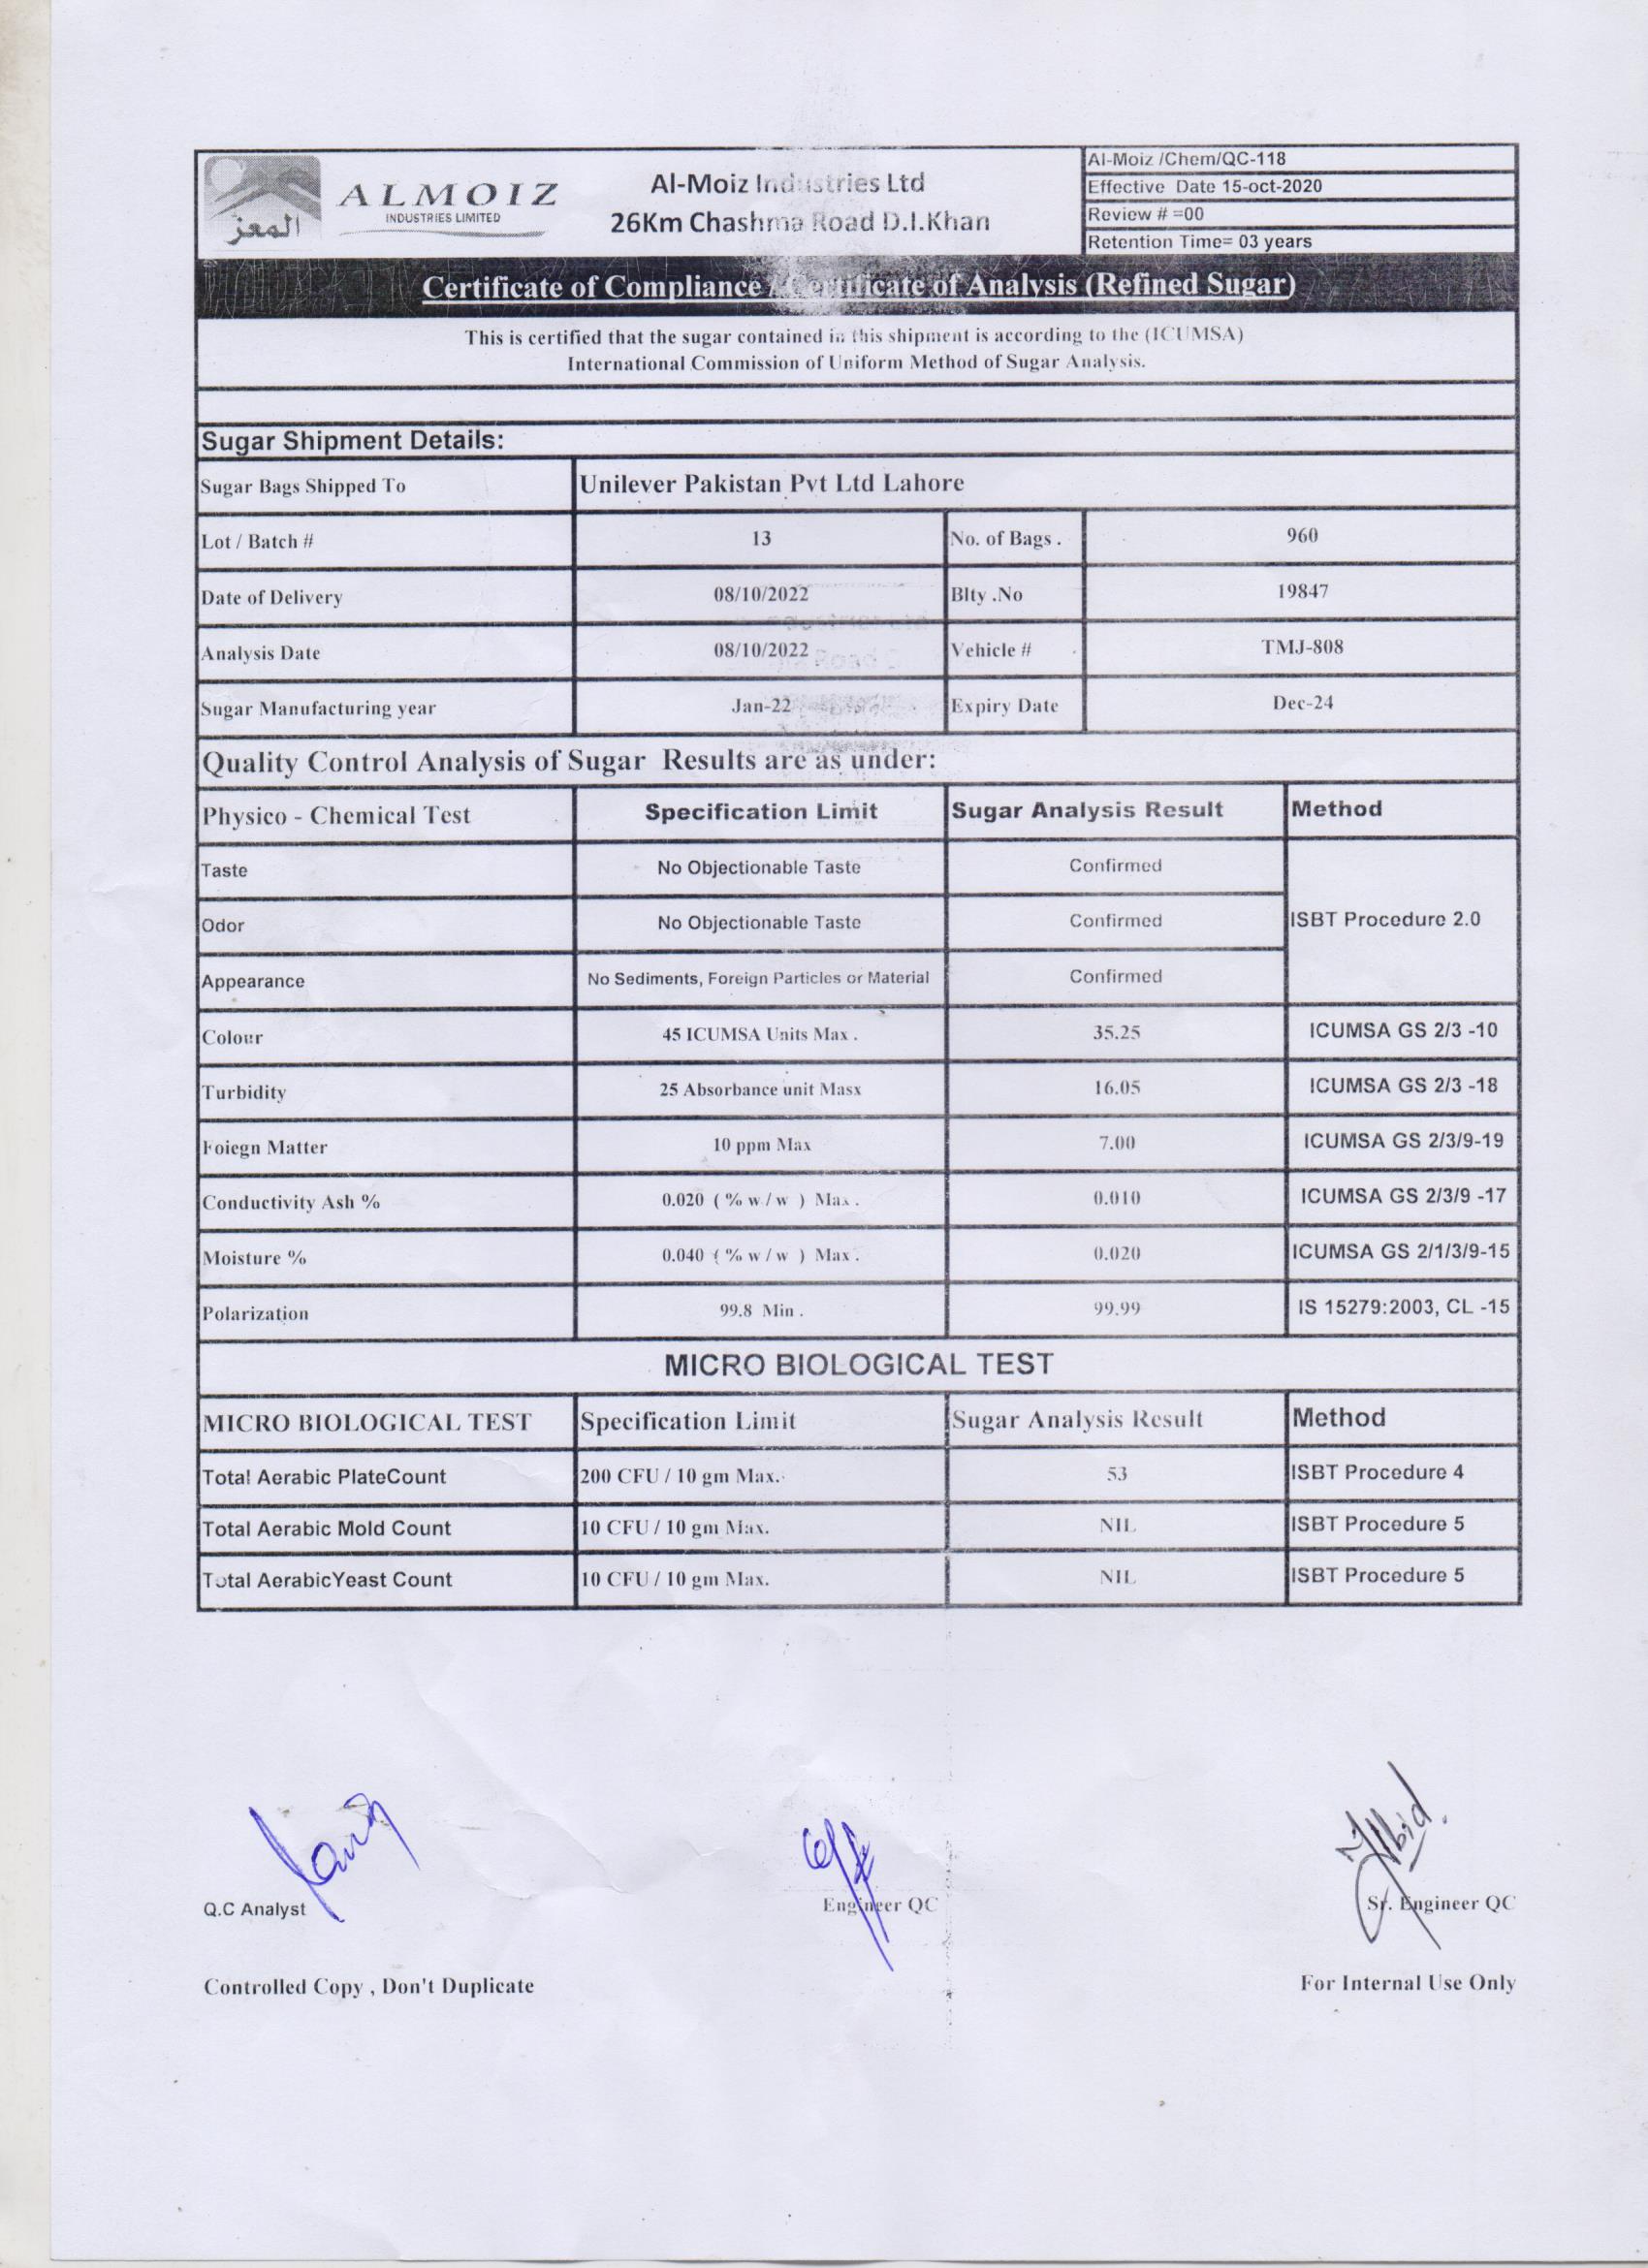 المعز
ALMOIZ
INDUSTRIES LIMITED
Al-Moiz Industries Ltd
26Km Chashma Road D.I.Khan
Al-Moiz /Chem/QC-118
Effective Date 15-oct-2020
Review # =00
Retention Time= 03 years
Certificate of Compliance / Certificate of Analysis (Refined Sugar)
This is certified that the sugar contained in this shipment is according to the (ICUMSA)
International Commission of Uniform Method of Sugar Analysis.
Sugar Shipment Details:
Sugar Bags Shipped To Unilever Pakistan Pvt Ltd Lahore
Lot / Batch # 13 No. of Bags . 960
Date of Delivery 08/10/2022 Blty .No 19847
Analysis Date 08/10/2022 Vehicle # TMJ-808
Sugar Manufacturing year Jan-22 Expiry Date Dec-24
Quality Control Analysis of Sugar Results are as under:
Physico - Chemical Test Specification Limit Sugar Analysis Result Method
Taste No Objectionable Taste Confirmed
Odor No Objectionable Taste Confirmed ISBT Procedure 2.0
Appearance No Sediments, Foreign Particles or Material Confirmed
Colour 45 ICUMSA Units Max . 35.25 ICUMSA GS 2/3 -10
Turbidity 25 Absorbance unit Masx 16.05 ICUMSA GS 2/3 -18
Foiegn Matter 10 ppm Max 7.00 ICUMSA GS 2/3/9-19
Conductivity Ash % 0.020 ( % w / w ) Max . 0.010 ICUMSA GS 2/3/9 -17
Moisture % 0.040 ( % w / w ) Max . 0.020 ICUMSA GS 2/1/3/9-15
Polarization 99.8 Min . 99.99 IS 15279:2003, CL -15
MICRO BIOLOGICAL TEST
MICRO BIOLOGICAL TEST Specification Limit Sugar Analysis Result Method
Total Aerabic PlateCount 200 CFU / 10 gm Max. 53 ISBT Procedure 4
Total Aerabic Mold Count 10 CFU / 10 gm Max. NIL ISBT Procedure 5
Total AerabicYeast Count 10 CFU / 10 gm Max. NIL ISBT Procedure 5
Q.C Analyst Engineer QC Sr. Engineer QC
Controlled Copy , Don't Duplicate For Internal Use Only